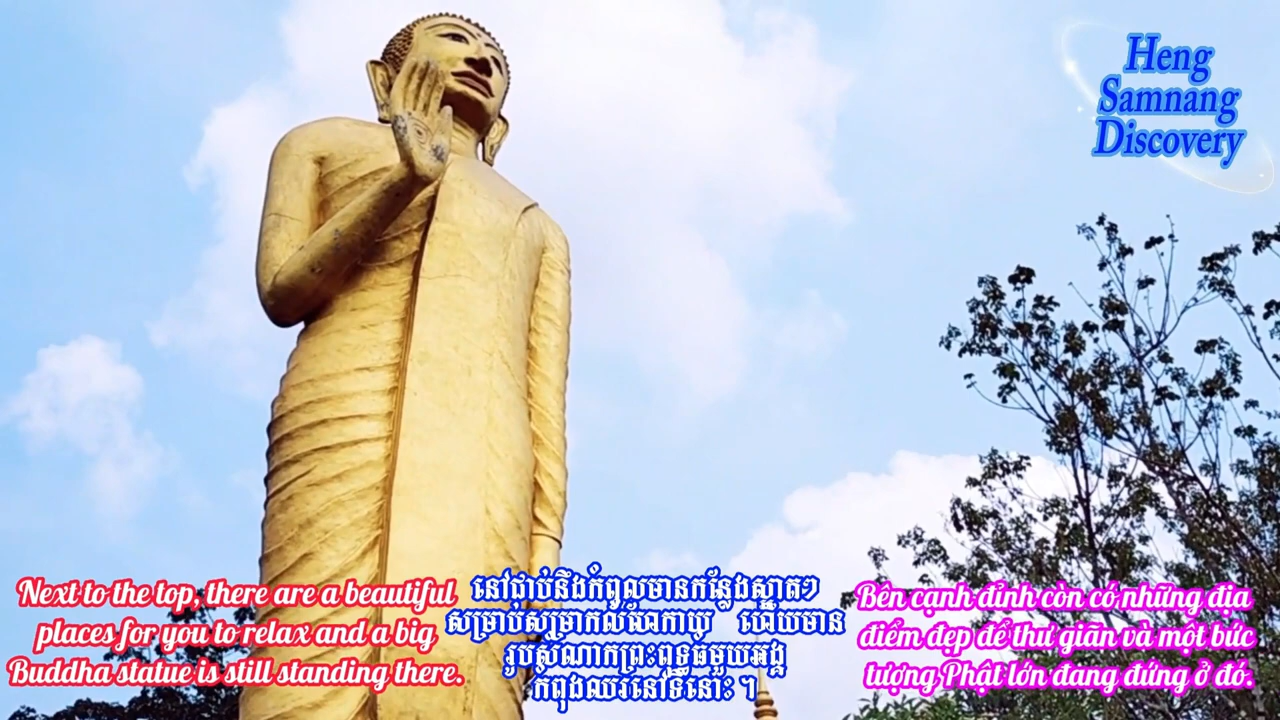 Heng
Samnang
Discovery
Next to the top, there are a beautiful
places for you to relax and a big
Buddha statue is still standing there.
នៅជាប់នឹងកំពូលមានកន្លែងស្អាតៗ
សម្រាប់សម្រាកលំហែកាយ ហើយមាន
រូបសំណាកព្រះពុទ្ធធំមួយអង្គ
កំពុងឈរនៅទីនោះ ។
Bên cạnh đỉnh còn có những địa
điểm đẹp để thư giãn và một bức
tượng Phật lớn đang đứng ở đó.